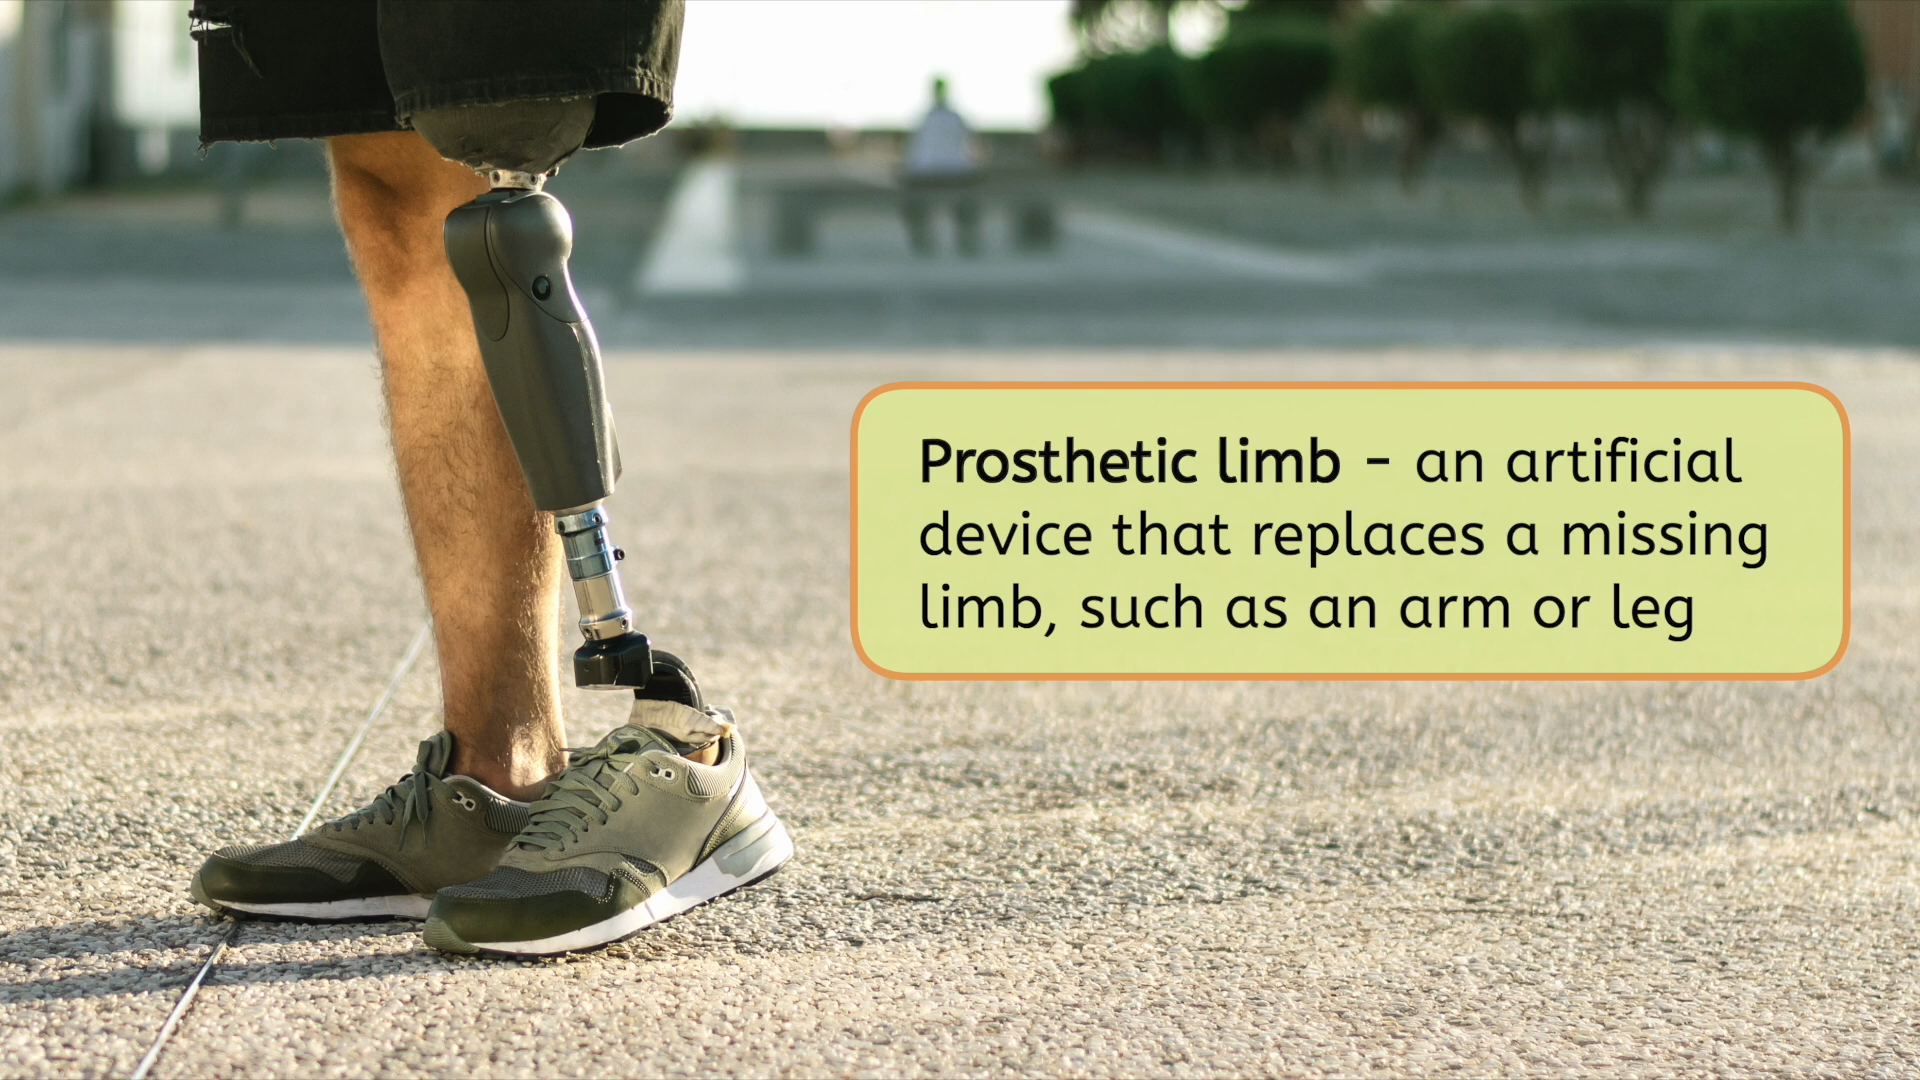 Prosthetic limb - an artificial
device that replaces a missing
limb, such as an arm or leg